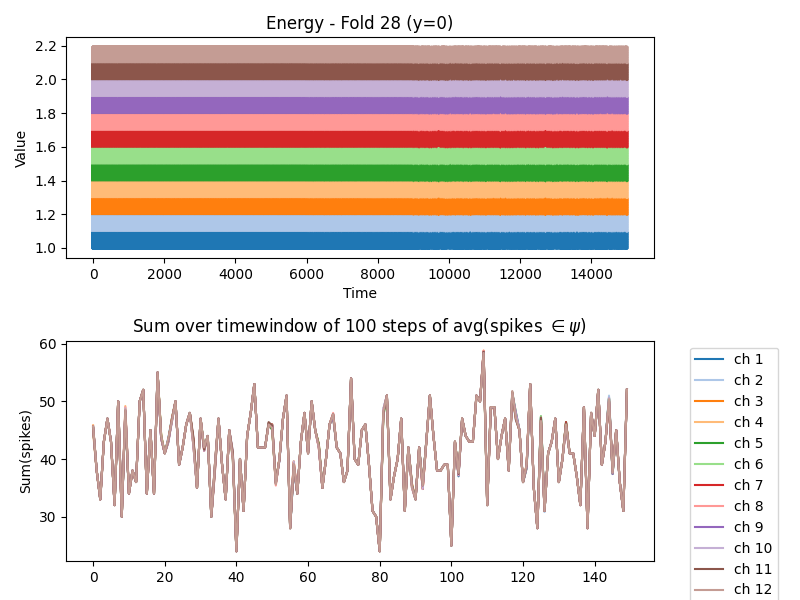 Energy - Fold 28 (y=0)
2.2
2.0
1.8
1.6
1.4
1.2
1.0
Value
0 2000 4000 6000 8000 10000 12000 14000
Time
Sum over timewindow of 100 steps of avg(spikes ∈ ψ)
60
50
40
30
Sum(spikes)
0 20 40 60 80 100 120 140
ch 1
ch 2
ch 3
ch 4
ch 5
ch 6
ch 7
ch 8
ch 9
ch 10
ch 11
ch 12